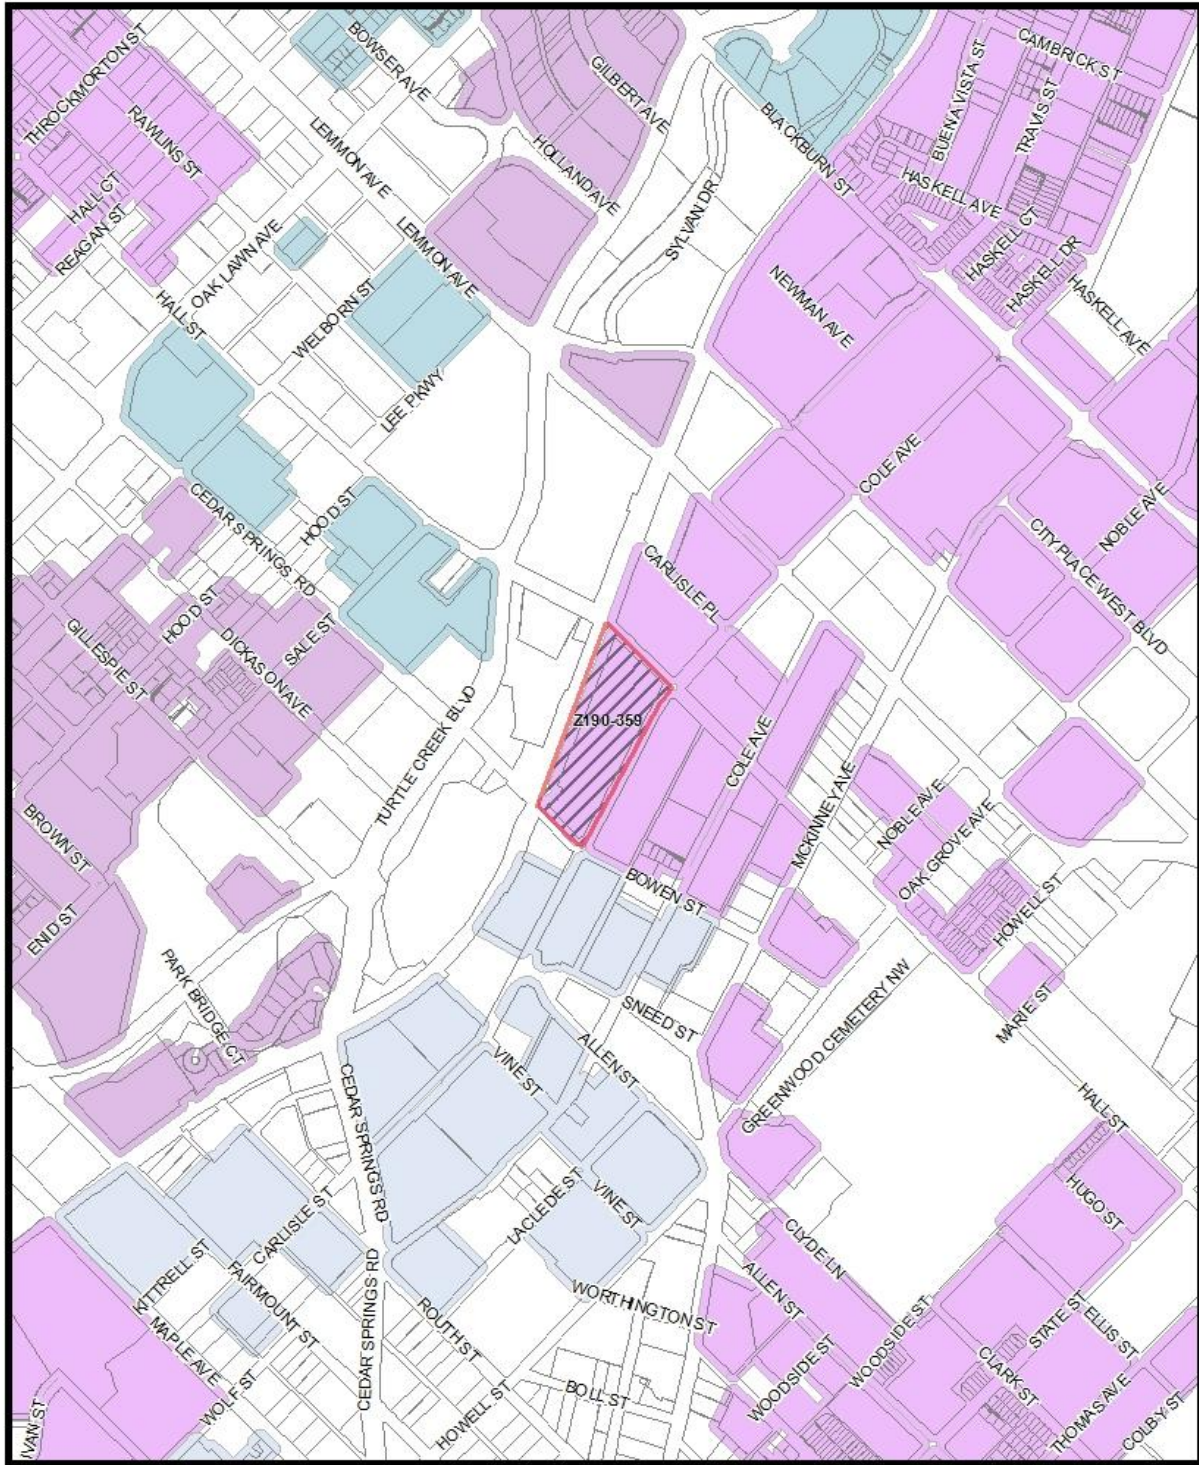 THROCKMORTON ST
BOWSER AVE
CAMBRICK ST
GILBERT AVE
BUENA VISTA ST
TRAVIS ST
RAWLINS ST
LEMMON AVE
BLACKBURN ST
HOLLAND AVE
HALL CT
REAGAN ST
HASKELL AVE
SYLVAN DR
OAK LAWN AVE
LEMMON AVE
HASKELL CT
HASKELL DR
HASKELL AVE
HALL ST
WELBORN ST
NEWMAN AVE
LEE PKWY
COLE AVE
CEDAR SPRINGS RD
HOOD ST
NOBLE AVE
CITYPLACE WEST BLVD
CARLISLE PL
HOOD ST
GILLESPIE ST
DICKASON AVE
SALE ST
Z190-359
TURTLE CREEK BLVD
COLE AVE
MCKINNEY AVE
NOBLE AVE
OAK GROVE AVE
BROWN ST
BOWEN ST
HOWELL ST
ENID ST
PARK BRIDGE CT
SNEED ST
GREENWOOD CEMETERY NW
MARIE ST
VINE ST
ALLEN ST
CEDAR SPRINGS RD
HALL ST
HUGO ST
LACLEDE ST
VINE ST
CARLISLE ST
KITTRELL ST
FAIRMOUNT ST
CLYDE LN
ALLEN ST
CEDAR SPRINGS RD
ROUTH ST
WORTHINGTON ST
WOODSIDE ST
STATE ST
ELLIS ST
MAPLE AVE
WOLF ST
CLARK ST
WOODSIDE ST
BOLL ST
HOWELL ST
THOMAS AVE
COLBY ST
IVAN ST